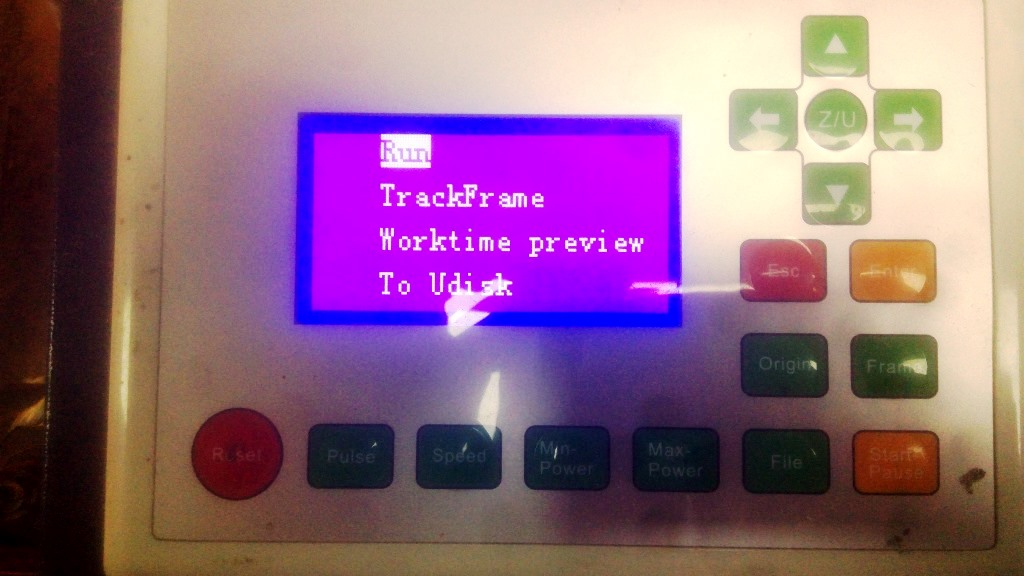 Run
TrackFrame
Worktime preview
To Udisk
Z/U
Esc
Enter
Origin
Frame
Reset
Pulse
Speed
Min-
Power
Max-
Power
File
Start
Pause